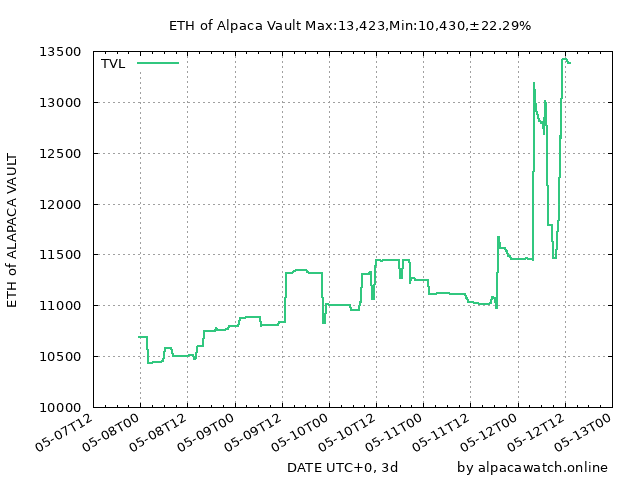 ETH of Alpaca Vault Max:13,423,Min:10,430,±22.29%
TVL
ETH of ALAPACA VAULT
13500
13000
12500
12000
11500
11000
10500
10000
05-07T12
05-08T00
05-08T12
05-09T00
05-09T12
05-10T00
05-10T12
05-11T00
05-11T12
05-12T00
05-12T12
05-13T00
DATE UTC+0, 3d
by alpacawatch.online